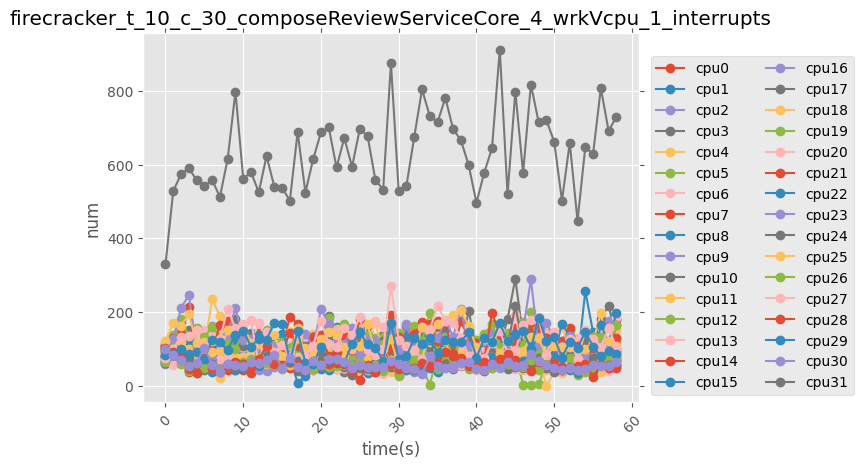 firecracker_t_10_c_30_composeReviewServiceCore_4_wrkVcpu_1_interrupts
num
800
600
400
200
0
0
10
20
30
40
50
60
time(s)
cpu0
cpu1
cpu2
cpu3
cpu4
cpu5
cpu6
cpu7
cpu8
cpu9
cpu10
cpu11
cpu12
cpu13
cpu14
cpu15
cpu16
cpu17
cpu18
cpu19
cpu20
cpu21
cpu22
cpu23
cpu24
cpu25
cpu26
cpu27
cpu28
cpu29
cpu30
cpu31